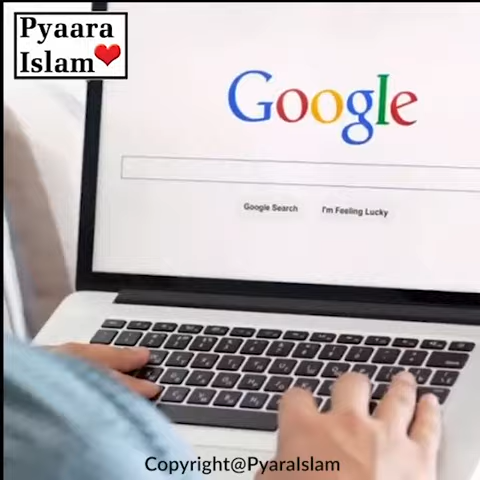 Pyaara
Islam
Google
Google Search
I'm Feeling Lucky
Copyright@PyaraIslam